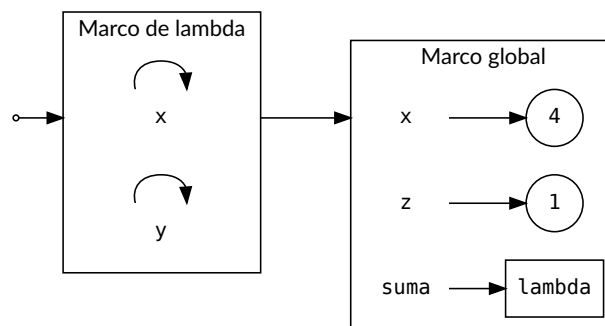 Marco de lambda
x
y
Marco global
x 4
z 1
suma lambda